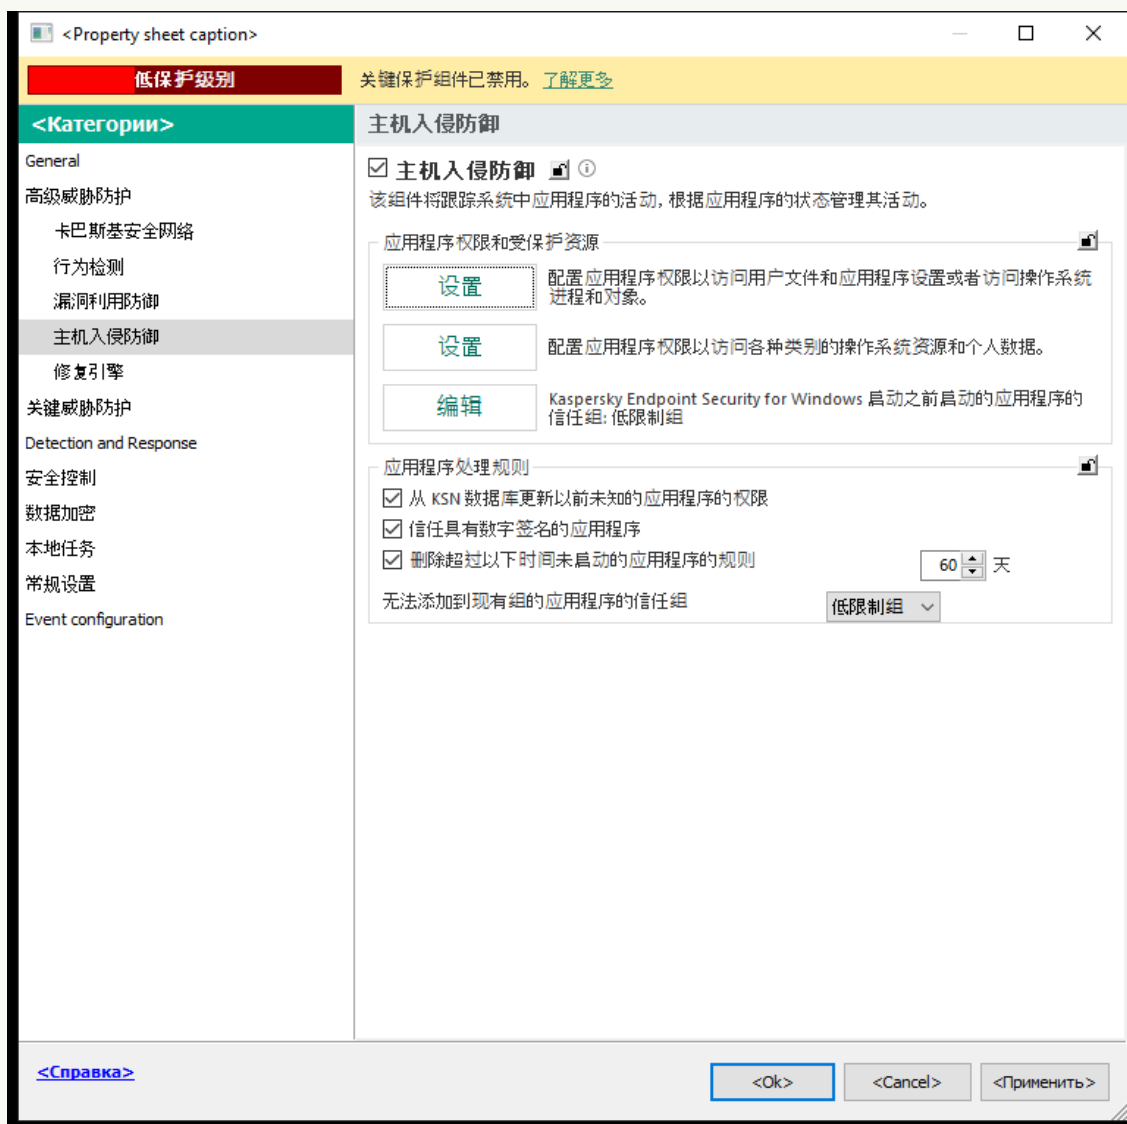 <Property sheet caption>
低保护级别
关键保护组件已禁用。 了解更多
<Категории>
General
高级威胁防护
卡巴斯基安全网络
行为检测
漏洞利用防御
主机入侵防御
修复引擎
关键威胁防护
Detection and Response
安全控制
数据加密
本地任务
常规设置
Event configuration
主机入侵防御
主机入侵防御
该组件将跟踪系统中应用程序的活动, 根据应用程序的状态管理其活动。
应用程序权限和受保护资源
设置
配置应用程序权限以访问用户文件和应用程序设置或者访问操作系统
进程和对象。
设置
配置应用程序权限以访问各种类别的操作系统资源和个人数据。
编辑
Kaspersky Endpoint Security for Windows 启动之前启动的应用程序的
信任组: 低限制组
应用程序处理规则
从 KSN 数据库更新以前未知的应用程序的权限
信任具有数字签名的应用程序
删除超过以下时间未启动的应用程序的规则 60 天
无法添加到现有组的应用程序的信任组 低限制组
<Справка>
<Ok> <Cancel> <Применить>